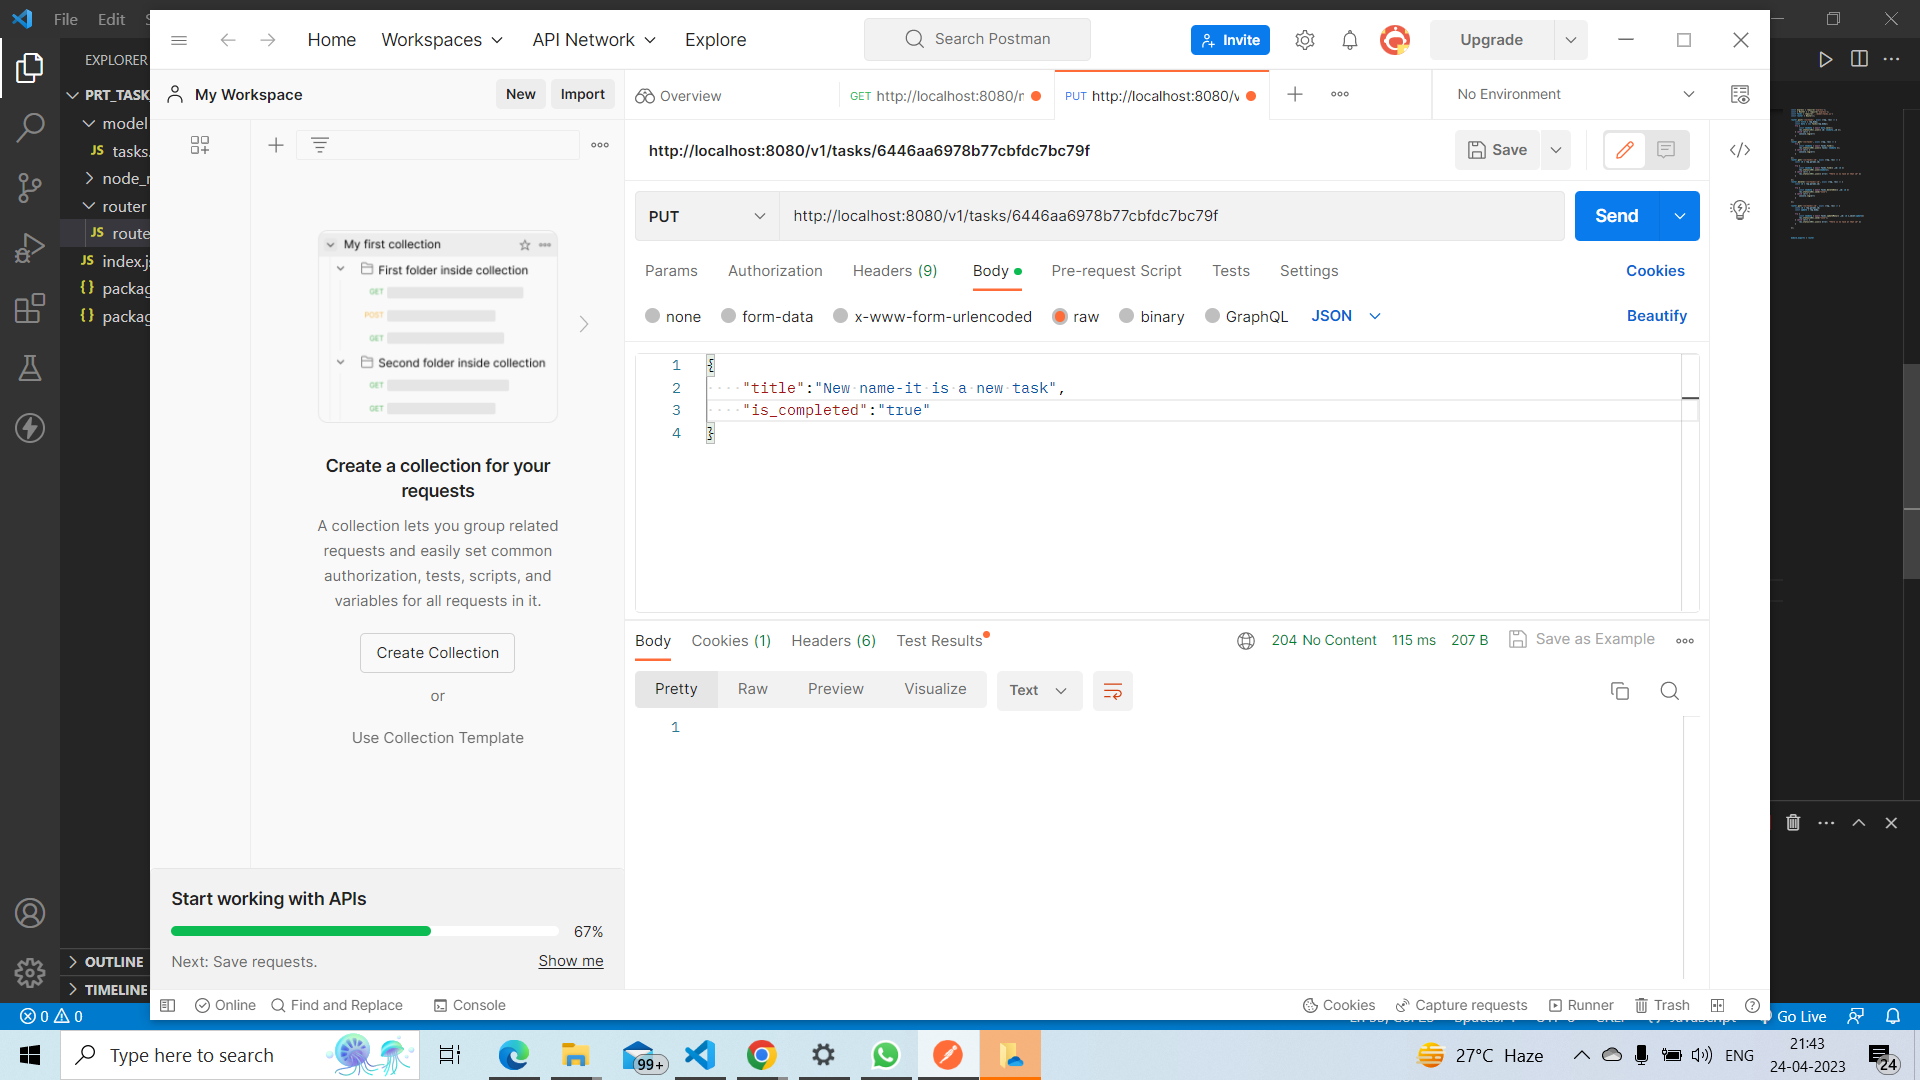 File Edit
EXPLORER
PRT_TASK
model
JS tasks.
node_r
router
JS route
JS index.js
{} packag
{} packag
OUTLINE
TIMELINE
Home Workspaces API Network Explore
Search Postman
Invite
Upgrade
My Workspace
New Import
Overview
GET http://localhost:8080/r
PUT http://localhost:8080/v
No Environment
My first collection
First folder inside collection
GET
POST
GET
Second folder inside collection
GET
GET
Create a collection for your
requests
A collection lets you group related
requests and easily set common
authorization, tests, scripts, and
variables for all requests in it.
Create Collection
or
Use Collection Template
Start working with APIs
67%
Next: Save requests. Show me
http://localhost:8080/v1/tasks/6446aa6978b77cbfdc7bc79f
Save
PUT http://localhost:8080/v1/tasks/6446aa6978b77cbfdc7bc79f Send
Params Authorization Headers (9) Body Pre-request Script Tests Settings Cookies
none form-data x-www-form-urlencoded raw binary GraphQL JSON Beautify
1 {
2 "title":"New name-it is a new task",
3 "is_completed":"true"
4 }
Body Cookies (1) Headers (6) Test Results 204 No Content 115 ms 207 B Save as Example
Pretty Raw Preview Visualize Text
1
Online Find and Replace Console Cookies Capture requests Runner Trash
0 0 Go Live
Type here to search
99+
27°C Haze ENG
21:43
24-04-2023
24